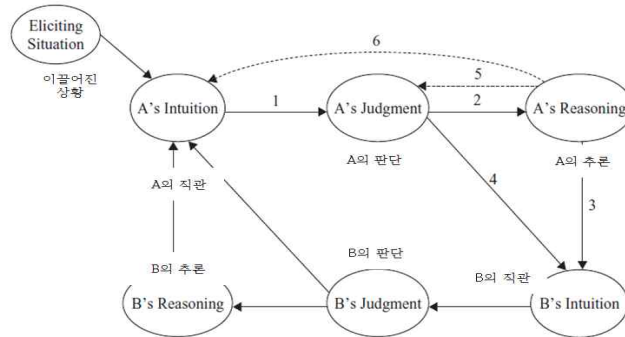 Eliciting
Situation
이끌어진
상황
6
A's Intuition
1
A's Judgment
5
2
A's Reasoning
A의 직관
A의 판단
A의 추론
4
3
B의 추론
B의 판단
B의 직관
B's Reasoning
B's Judgment
B's Intuition